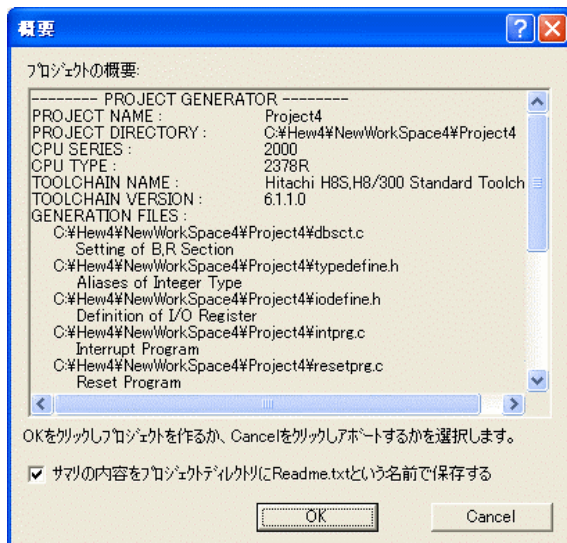 概要
プロジェクトの概要:
-------- PROJECT GENERATOR --------
PROJECT NAME : Project4
PROJECT DIRECTORY : C:¥Hew4¥NewWorkSpace4¥Project4
CPU SERIES : 2000
CPU TYPE : 2378R
TOOLCHAIN NAME : Hitachi H8S,H8/300 Standard Toolch
TOOLCHAIN VERSION : 6.1.1.0
GENERATION FILES :
C:¥Hew4¥NewWorkSpace4¥Project4¥dbsct.c
Setting of B,R Section
C:¥Hew4¥NewWorkSpace4¥Project4¥typedefine.h
Aliases of Integer Type
C:¥Hew4¥NewWorkSpace4¥Project4¥iodefine.h
Definition of I/O Register
C:¥Hew4¥NewWorkSpace4¥Project4¥intprg.c
Interrupt Program
C:¥Hew4¥NewWorkSpace4¥Project4¥resetprg.c
Reset Program
OKをクリックしプロジェクトを作るか、Cancelをクリックしアボートするかを選択します。
サマリの内容をプロジェクトディレクトリにReadme.txtという名前で保存する
OK Cancel